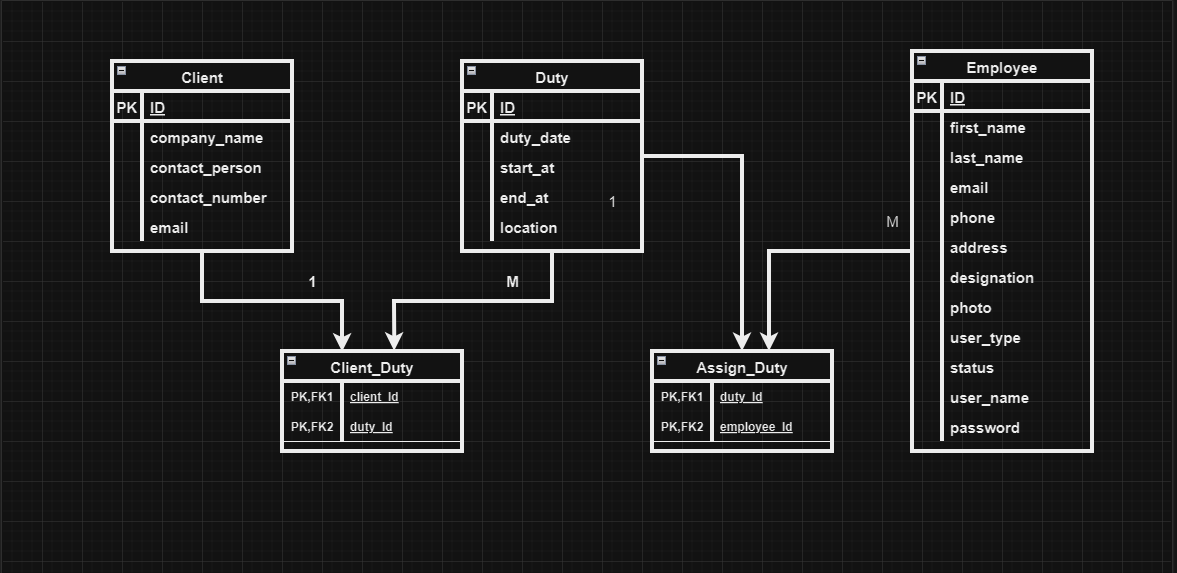 Client
PK ID
company_name
contact_person
contact_number
email
Duty
PK ID
duty_date
start_at
end_at
location
1
Employee
PK ID
first_name
last_name
email
phone
address
designation
photo
user_type
status
user_name
password
M
1
M
Client_Duty
PK,FK1 client_Id
PK,FK2 duty_Id
Assign_Duty
PK,FK1 duty_Id
PK,FK2 employee_Id